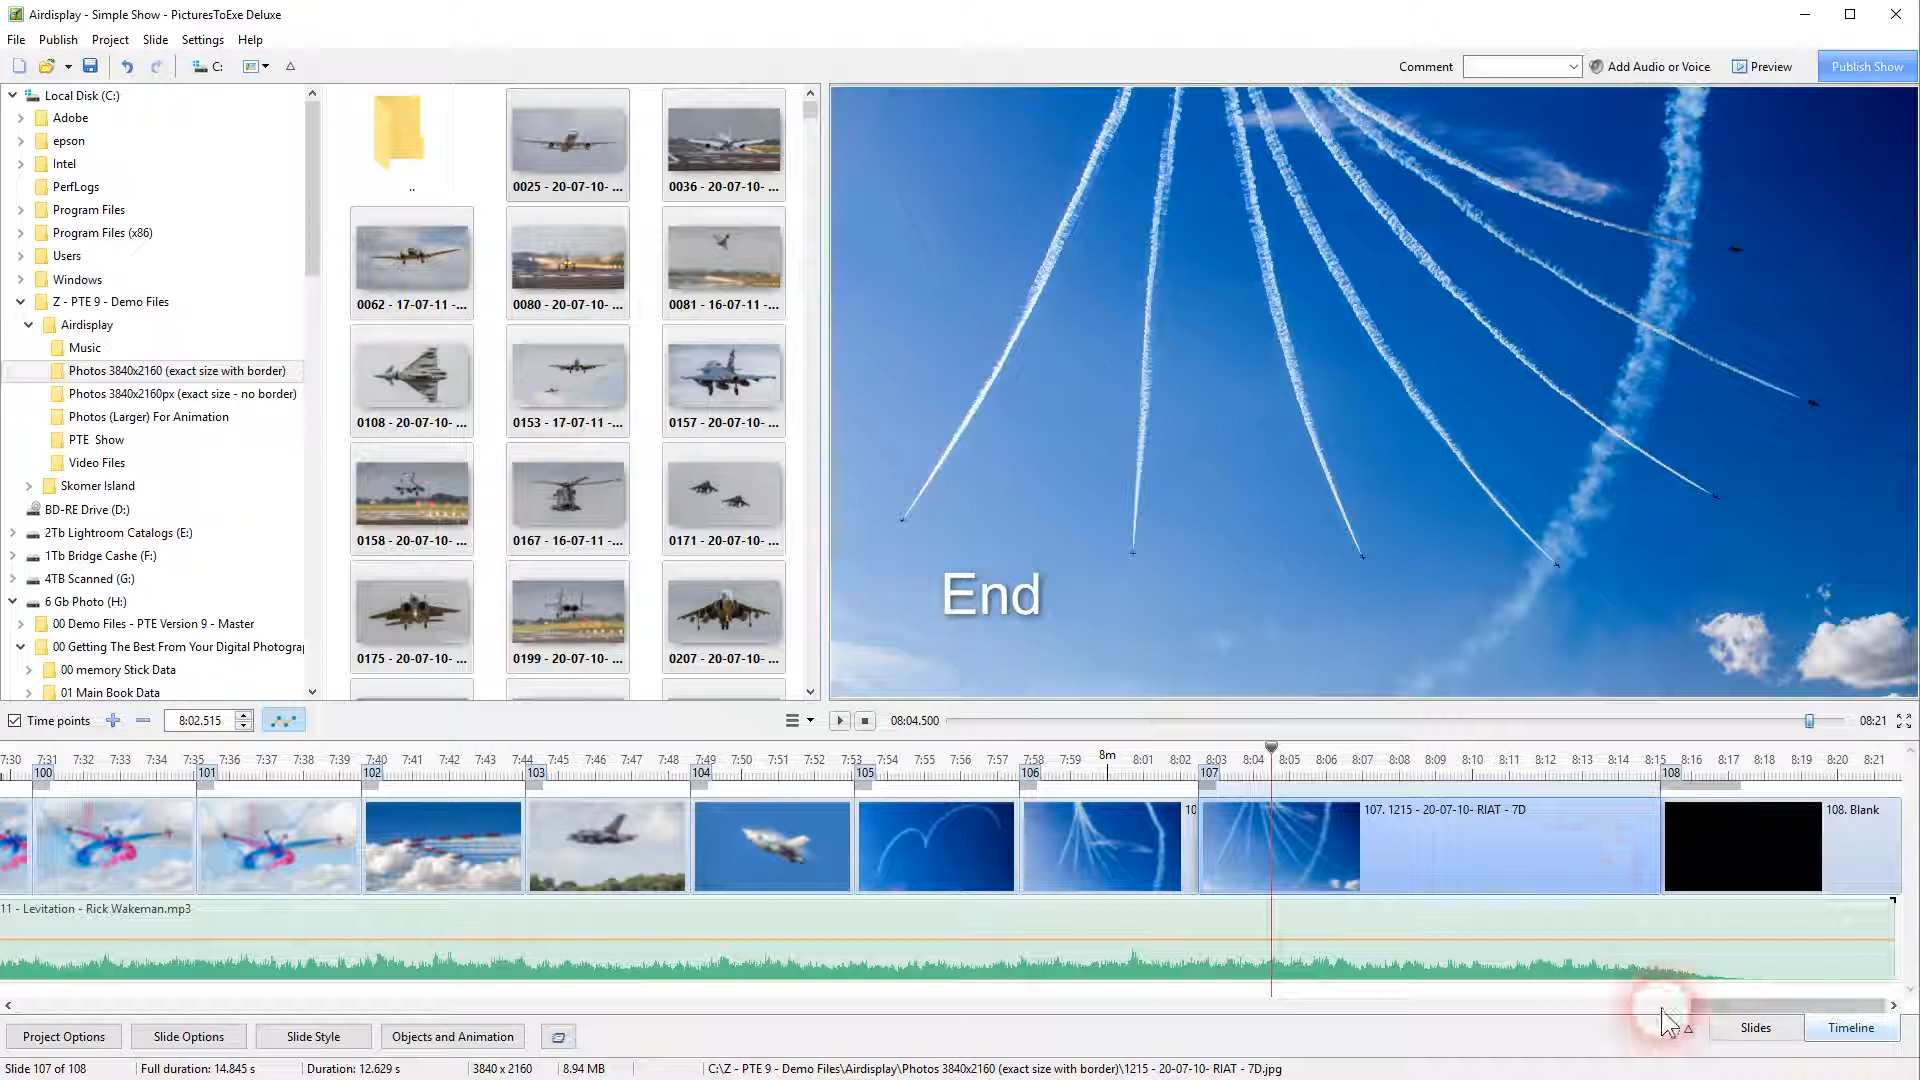 Airdisplay - Simple Show - PicturesToExe Deluxe
File Publish Project Slide Settings Help
C: Comment Add Audio or Voice Preview Publish Show
Local Disk (C:)
Adobe
epson
Intel
PerfLogs
Program Files
Program Files (x86)
Users
Windows
Z - PTE 9 - Demo Files
Airdisplay
Music
Photos 3840x2160 (exact size with border)
Photos 3840x2160px (exact size - no border)
Photos (Larger) For Animation
PTE Show
Video Files
Skomer Island
BD-RE Drive (D:)
2Tb Lightroom Catalogs (E:)
1Tb Bridge Cashe (F:)
4TB Scanned (G:)
6 Gb Photo (H:)
00 Demo Files - PTE Version 9 - Master
00 Getting The Best From Your Digital Photogra
00 memory Stick Data
01 Main Book Data
.. 0025 - 20-07-10- ... 0036 - 20-07-10- ...
0062 - 17-07-11 -... 0080 - 20-07-10- ... 0081 - 16-07-11 -...
0108 - 20-07-10- ... 0153 - 17-07-11 -... 0157 - 20-07-10- ...
0158 - 20-07-10- ... 0167 - 16-07-11 -... 0171 - 20-07-10- ...
0175 - 20-07-10- ... 0199 - 20-07-10- ... 0207 - 20-07-10- ...
End
Time points 8:02.515 08:04.500 08:21
7:30 7:31 7:32 7:33 7:34 7:35 7:36 7:37 7:38 7:39 7:40 7:41 7:42 7:43 7:44 7:45 7:46 7:47 7:48 7:49 7:50 7:51 7:52 7:53 7:54 7:55 7:56 7:57 7:58 7:59 8m 8:01 8:02 8:03 8:04 8:05 8:06 8:07 8:08 8:09 8:10 8:11 8:12 8:13 8:14 8:15 8:16 8:17 8:18 8:19 8:20 8:21
100 101 102 103 104 105 106 107 108
10 107. 1215 - 20-07-10- RIAT - 7D 108. Blank
11 - Levitation - Rick Wakeman.mp3
Project Options Slide Options Slide Style Objects and Animation Slides Timeline
Slide 107 of 108 Full duration: 14.845 s Duration: 12.629 s 3840 x 2160 8.94 MB C:\Z - PTE 9 - Demo Files\Airdisplay\Photos 3840x2160 (exact size with border)\1215 - 20-07-10- RIAT - 7D.jpg